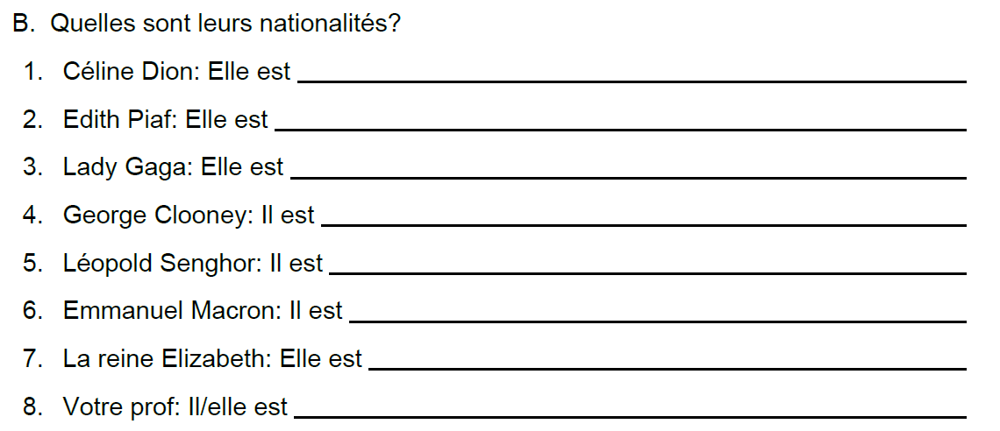 B. Quelles sont leurs nationalités?
1. Céline Dion: Elle est
2. Edith Piaf: Elle est
3. Lady Gaga: Elle est
4. George Clooney: Il est
5. Léopold Senghor: Il est
6. Emmanuel Macron: Il est
7. La reine Elizabeth: Elle est
8. Votre prof: Il/elle est